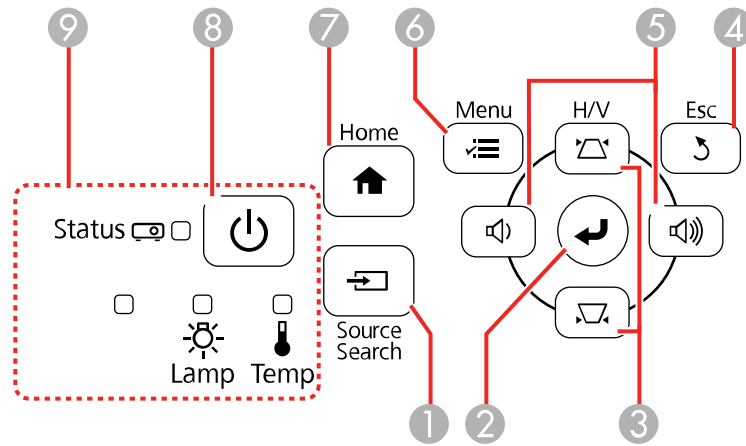 9
8
7
6
5
4
Menu
H/V
Esc
Home
Status
Source
Search
Lamp
Temp
1
2
3